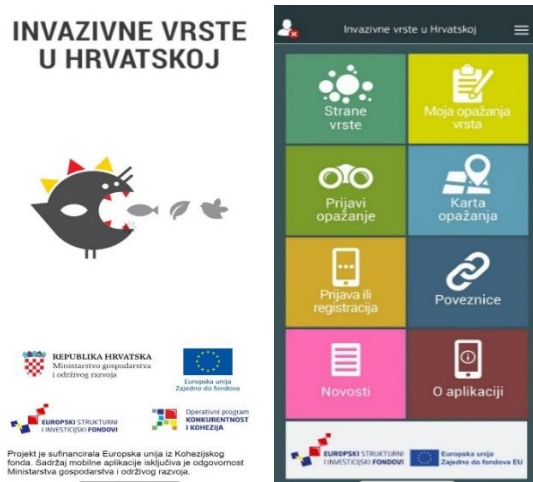 INVAZIVNE VRSTE
U HRVATSKOJ
REPUBLIKA HRVATSKA
Ministarstvo gospodarstva
i održivog razvoja
Europska unija
Zajedno do fondova
EUROPSKI STRUKTURNI
I INVESTICIJSKI FONDOVI
Operativni program
KONKURENTNOST
I KOHEZIJA
Projekt je sufinancirala Europska unija iz Kohezijskog
fonda. Sadržaj mobilne aplikacije isključiva je odgovornost
Ministarstva gospodarstva i održivog razvoja.
Invazivne vrste u Hrvatskoj
Strane
vrste
Moja opažanja
vrsta
Prijavi
opažanje
Karta
opažanja
Prijava ili
registracija
Poveznice
Novosti
O aplikaciji
EUROPSKI STRUKTURNI
I INVESTICIJSKI FONDOVI
Europska unija
Zajedno do fondova EU